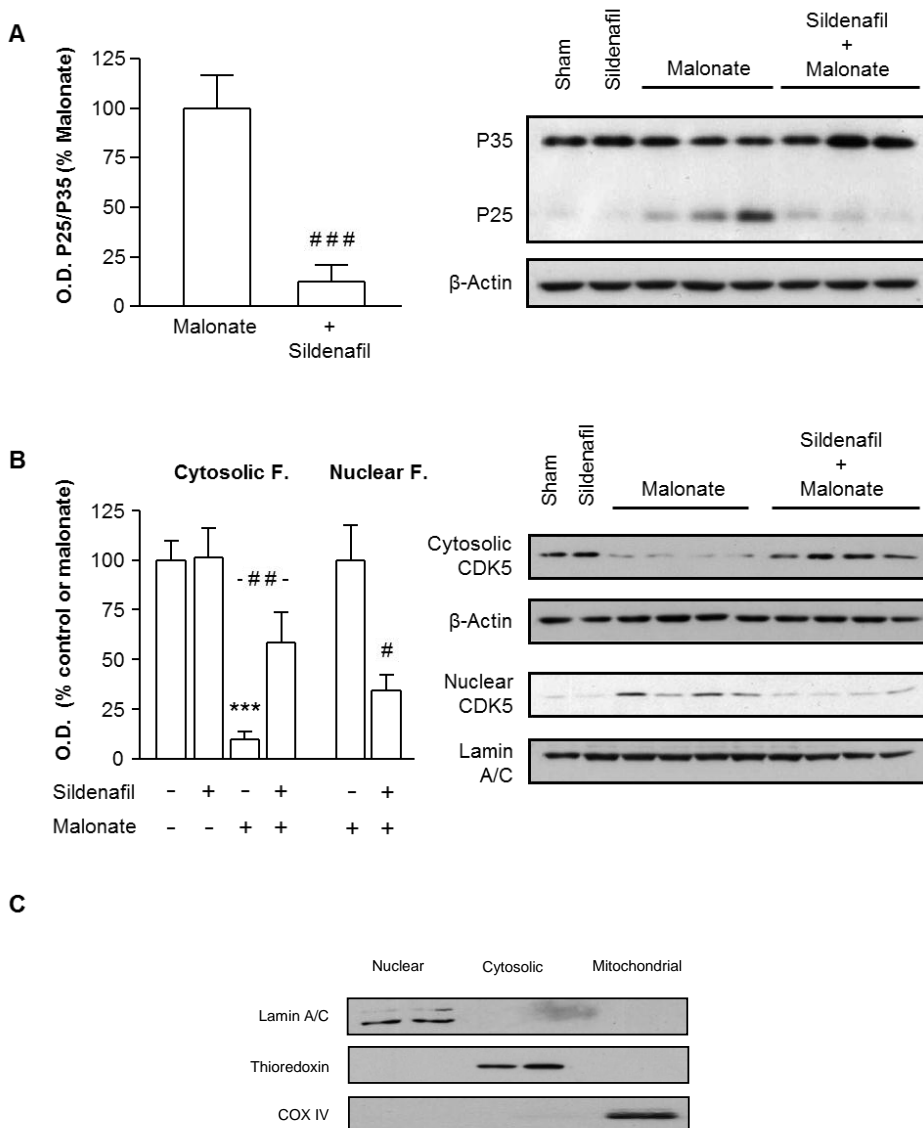 A
O.D. P25/P35 (% Malonate)
125
100
75
50
25
0
###
Malonate
+
Sildenafil
Sham
Sildenafil
Malonate
Sildenafil
+
Malonate
P35
P25
β-Actin
B
Cytosolic F.
Nuclear F.
O.D. (% control or malonate)
125
100
75
50
25
0
***
-##-
#
Sildenafil - + - + - +
Malonate - - + + + +
Sham
Sildenafil
Malonate
Sildenafil
+
Malonate
Cytosolic
CDK5
β-Actin
Nuclear
CDK5
Lamin
A/C
C
Nuclear Cytosolic Mitochondrial
Lamin A/C
Thioredoxin
COX IV